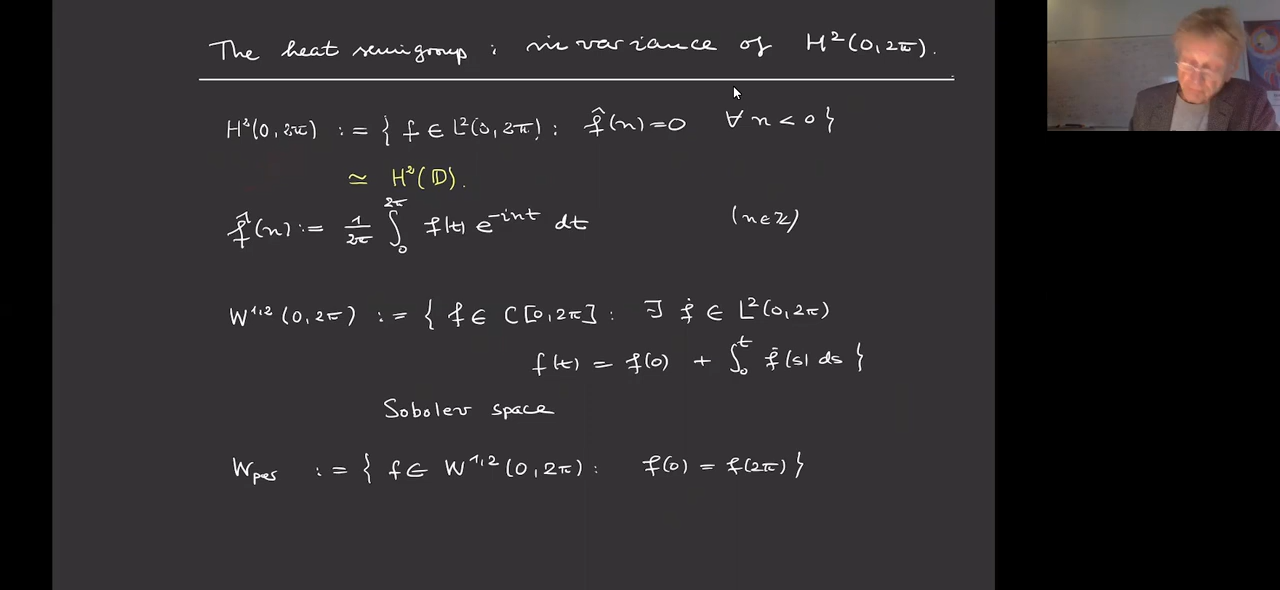 The heat semigroup : invariance of H²(0,2π).
H²(0,2π) := { f ∈ L²(0,2π) : f̂(n)=0 ∀ n < 0 }
≃ H²(𝔻).
f̂(n) := 1/2π ∫₀^2π f(t) e^-int dt (n∈ℤ)
W^1,2(0,2π) := { f ∈ C[0,2π] : ∃ ḟ ∈ L²(0,2π)
f(t) = f(0) + ∫₀^t ḟ(s) ds }
Sobolev space
W_per := { f ∈ W^1,2(0,2π) : f(0) = f(2π) }